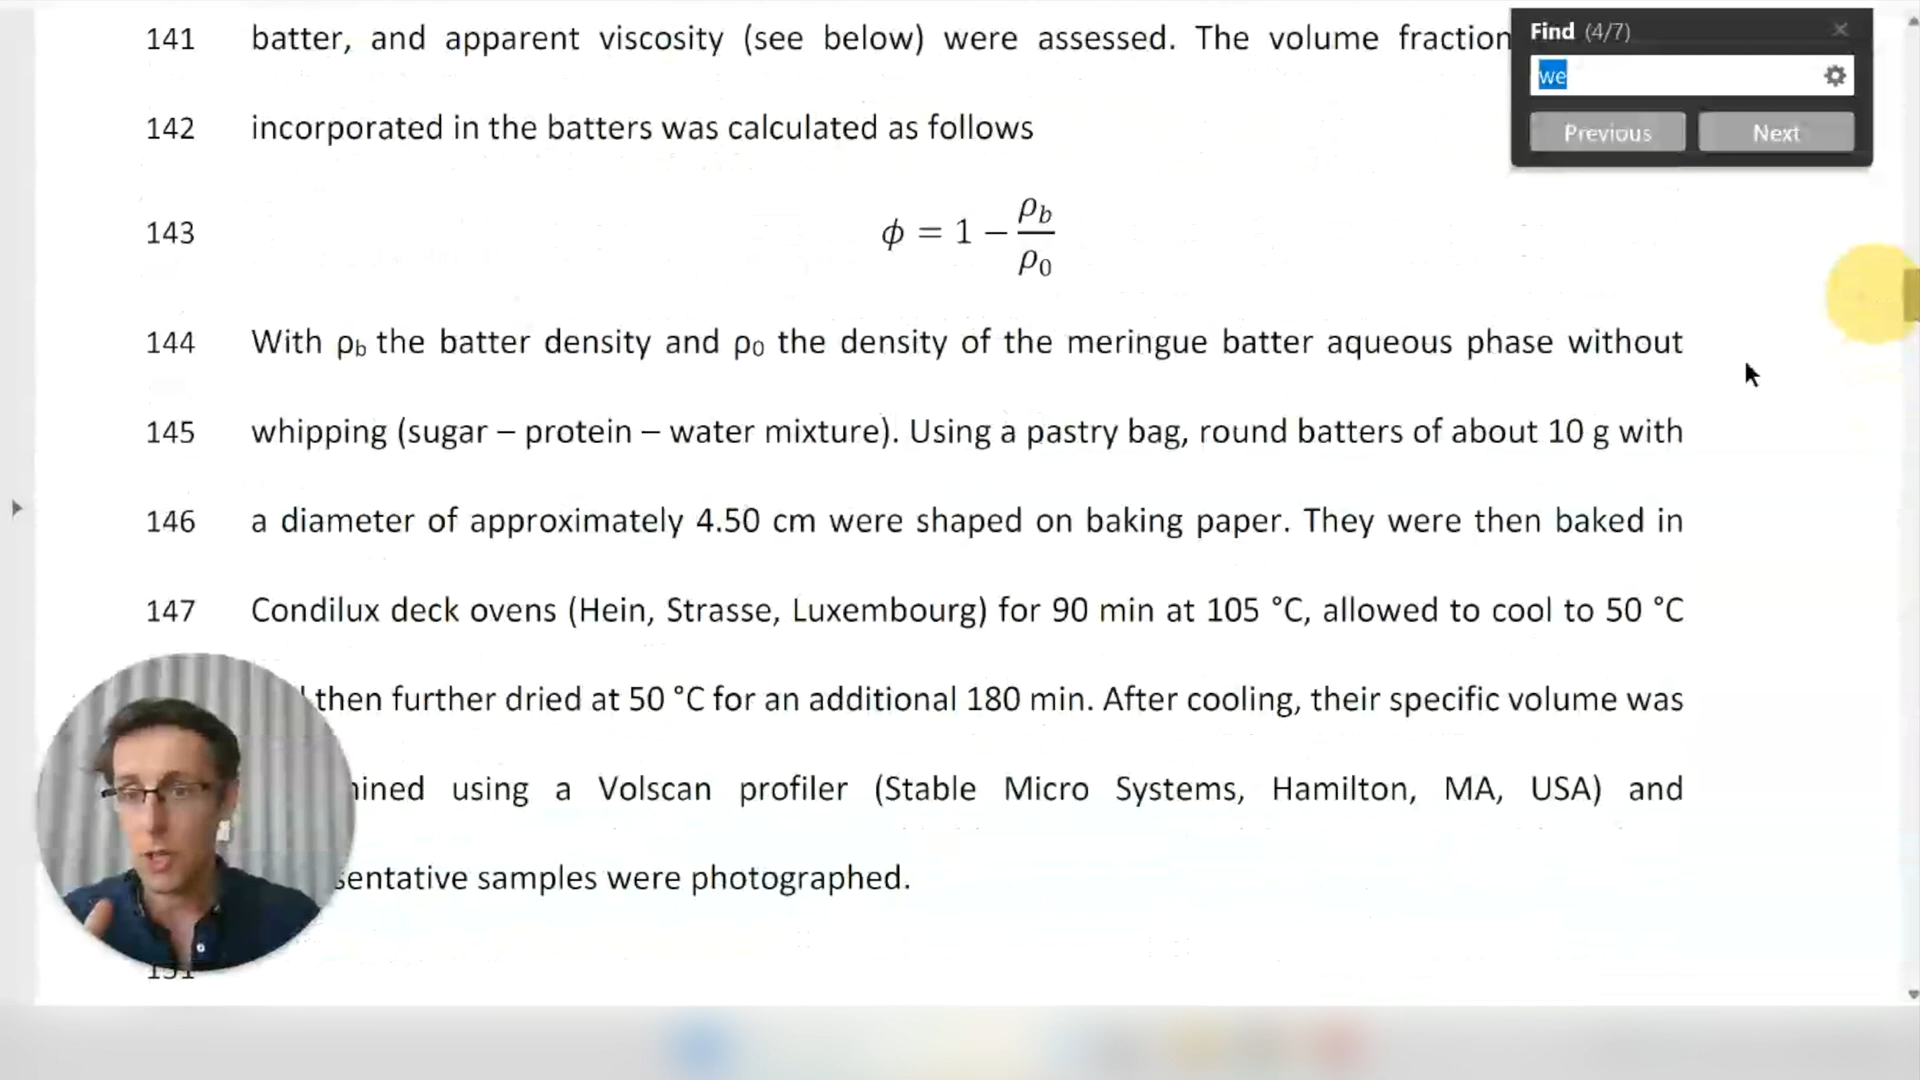 141 batter, and apparent viscosity (see below) were assessed. The volume fraction
142 incorporated in the batters was calculated as follows
143 ϕ = 1 − ρb/ρ0
144 With ρb the batter density and ρ0 the density of the meringue batter aqueous phase without
145 whipping (sugar – protein – water mixture). Using a pastry bag, round batters of about 10 g with
146 a diameter of approximately 4.50 cm were shaped on baking paper. They were then baked in
147 Condilux deck ovens (Hein, Strasse, Luxembourg) for 90 min at 105 °C, allowed to cool to 50 °C
then further dried at 50 °C for an additional 180 min. After cooling, their specific volume was
using a Volscan profiler (Stable Micro Systems, Hamilton, MA, USA) and
samples were photographed.
151
Find (4/7)
we
Previous Next